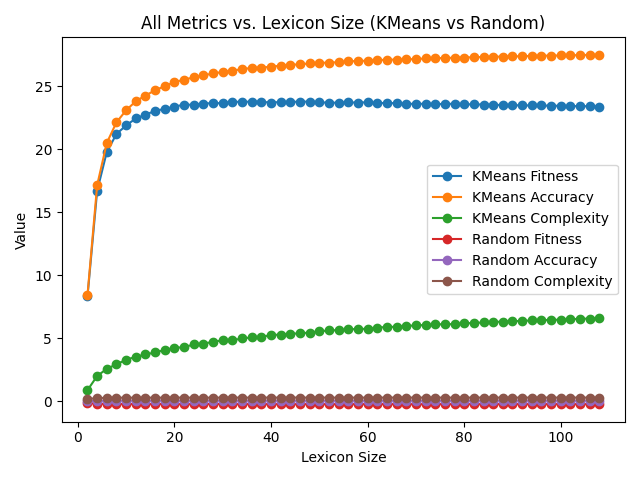 All Metrics vs. Lexicon Size (KMeans vs Random)
25
20
15
10
5
0
Value
KMeans Fitness
KMeans Accuracy
KMeans Complexity
Random Fitness
Random Accuracy
Random Complexity
0 20 40 60 80 100
Lexicon Size